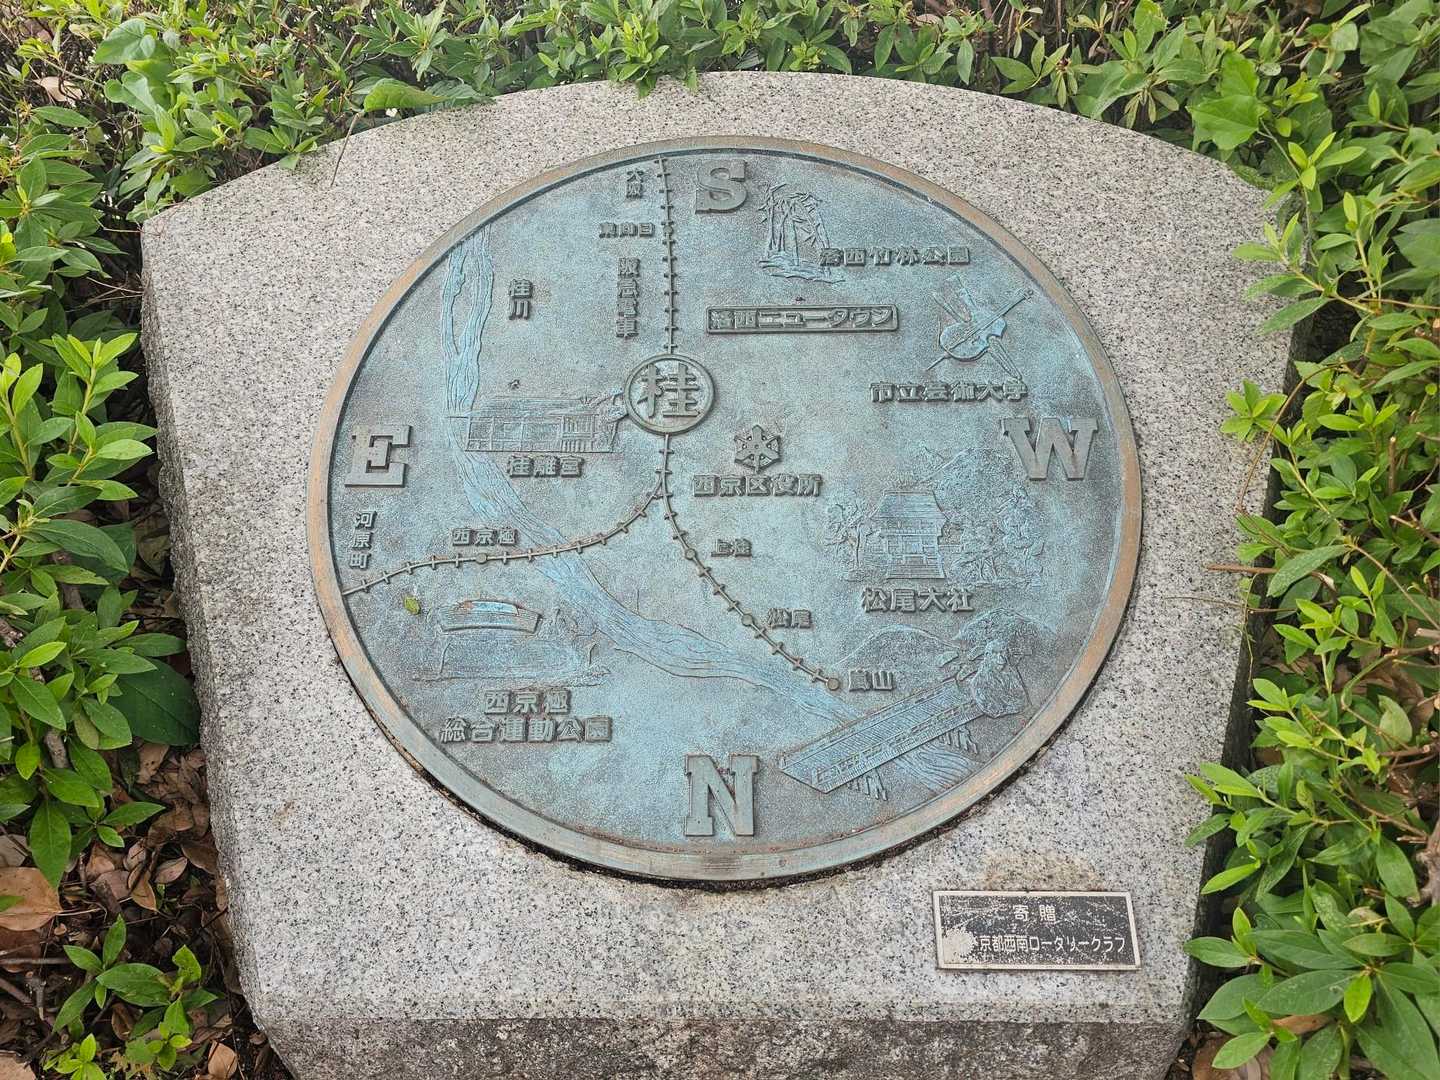 S
大阪
東向日
阪急電車
桂川
洛西竹林公園
洛西ニュータウン
市立芸術大学
桂
E
W
桂離宮
西京区役所
河原町
西京極
上桂
松尾大社
松尾
嵐山
西京極
総合運動公園
N
寄贈
京都西南ロータリークラブ